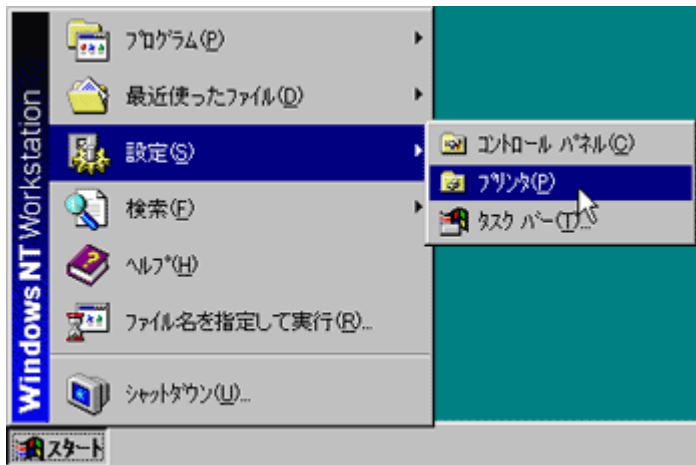 Windows NT Workstation
ﾌﾟﾛｸﾞﾗﾑ(P)
最近使ったﾌｧｲﾙ(D)
設定(S)
検索(F)
ﾍﾙﾌﾟ(H)
ﾌｧｲﾙ名を指定して実行(R)...
ｼｬｯﾄﾀﾞｳﾝ(U)...
ｺﾝﾄﾛｰﾙ ﾊﾟﾈﾙ(C)
ﾌﾟﾘﾝﾀ(P)
ﾀｽｸ ﾊﾞｰ(T)...
スタート